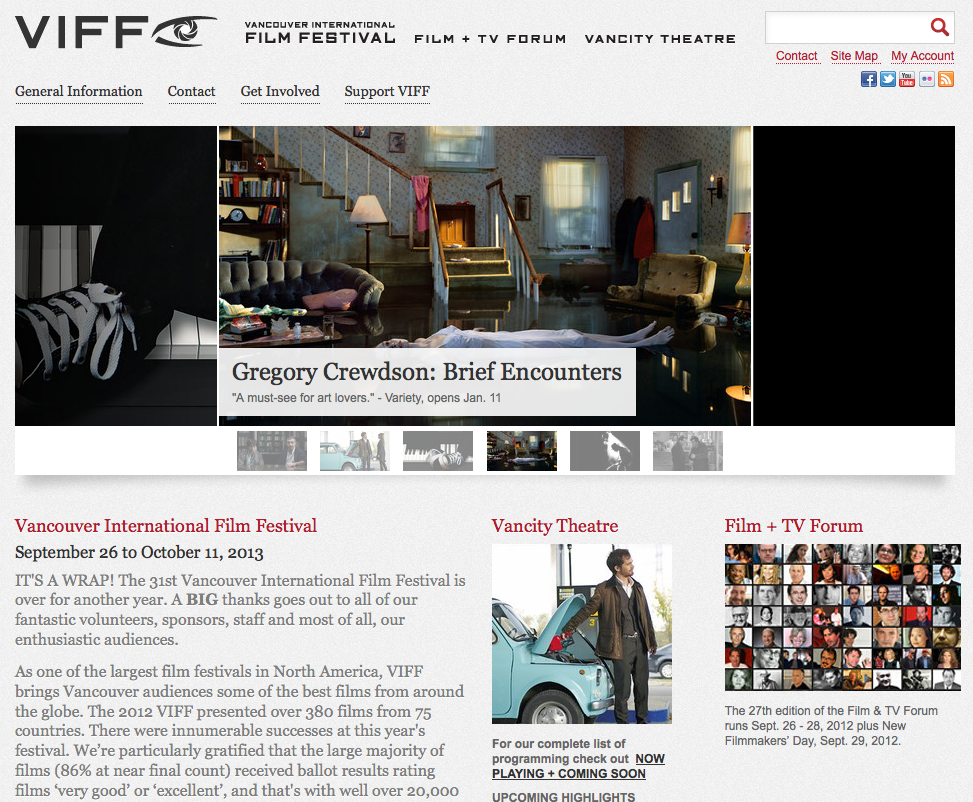 VIFF
VANCOUVER INTERNATIONAL
FILM FESTIVAL
FILM + TV FORUM
VANCITY THEATRE
Contact
Site Map
My Account
You
Tube
General Information
Contact
Get Involved
Support VIFF
Gregory Crewdson: Brief Encounters
"A must-see for art lovers." - Variety, opens Jan. 11
Vancouver International Film Festival
September 26 to October 11, 2013
IT'S A WRAP! The 31st Vancouver International Film Festival is
over for another year. A BIG thanks goes out to all of our
fantastic volunteers, sponsors, staff and most of all, our
enthusiastic audiences.
As one of the largest film festivals in North America, VIFF
brings Vancouver audiences some of the best films from around
the globe. The 2012 VIFF presented over 380 films from 75
countries. There were innumerable successes at this year's
festival. We’re particularly gratified that the large majority of
films (86% at near final count) received ballot results rating
films ‘very good’ or ‘excellent’, and that's with well over 20,000
Vancity Theatre
For our complete list of
programming check out NOW
PLAYING + COMING SOON
UPCOMING HIGHLIGHTS
Film + TV Forum
The 27th edition of the Film & TV Forum
runs Sept. 26 - 28, 2012 plus New
Filmmakers’ Day, Sept. 29, 2012.